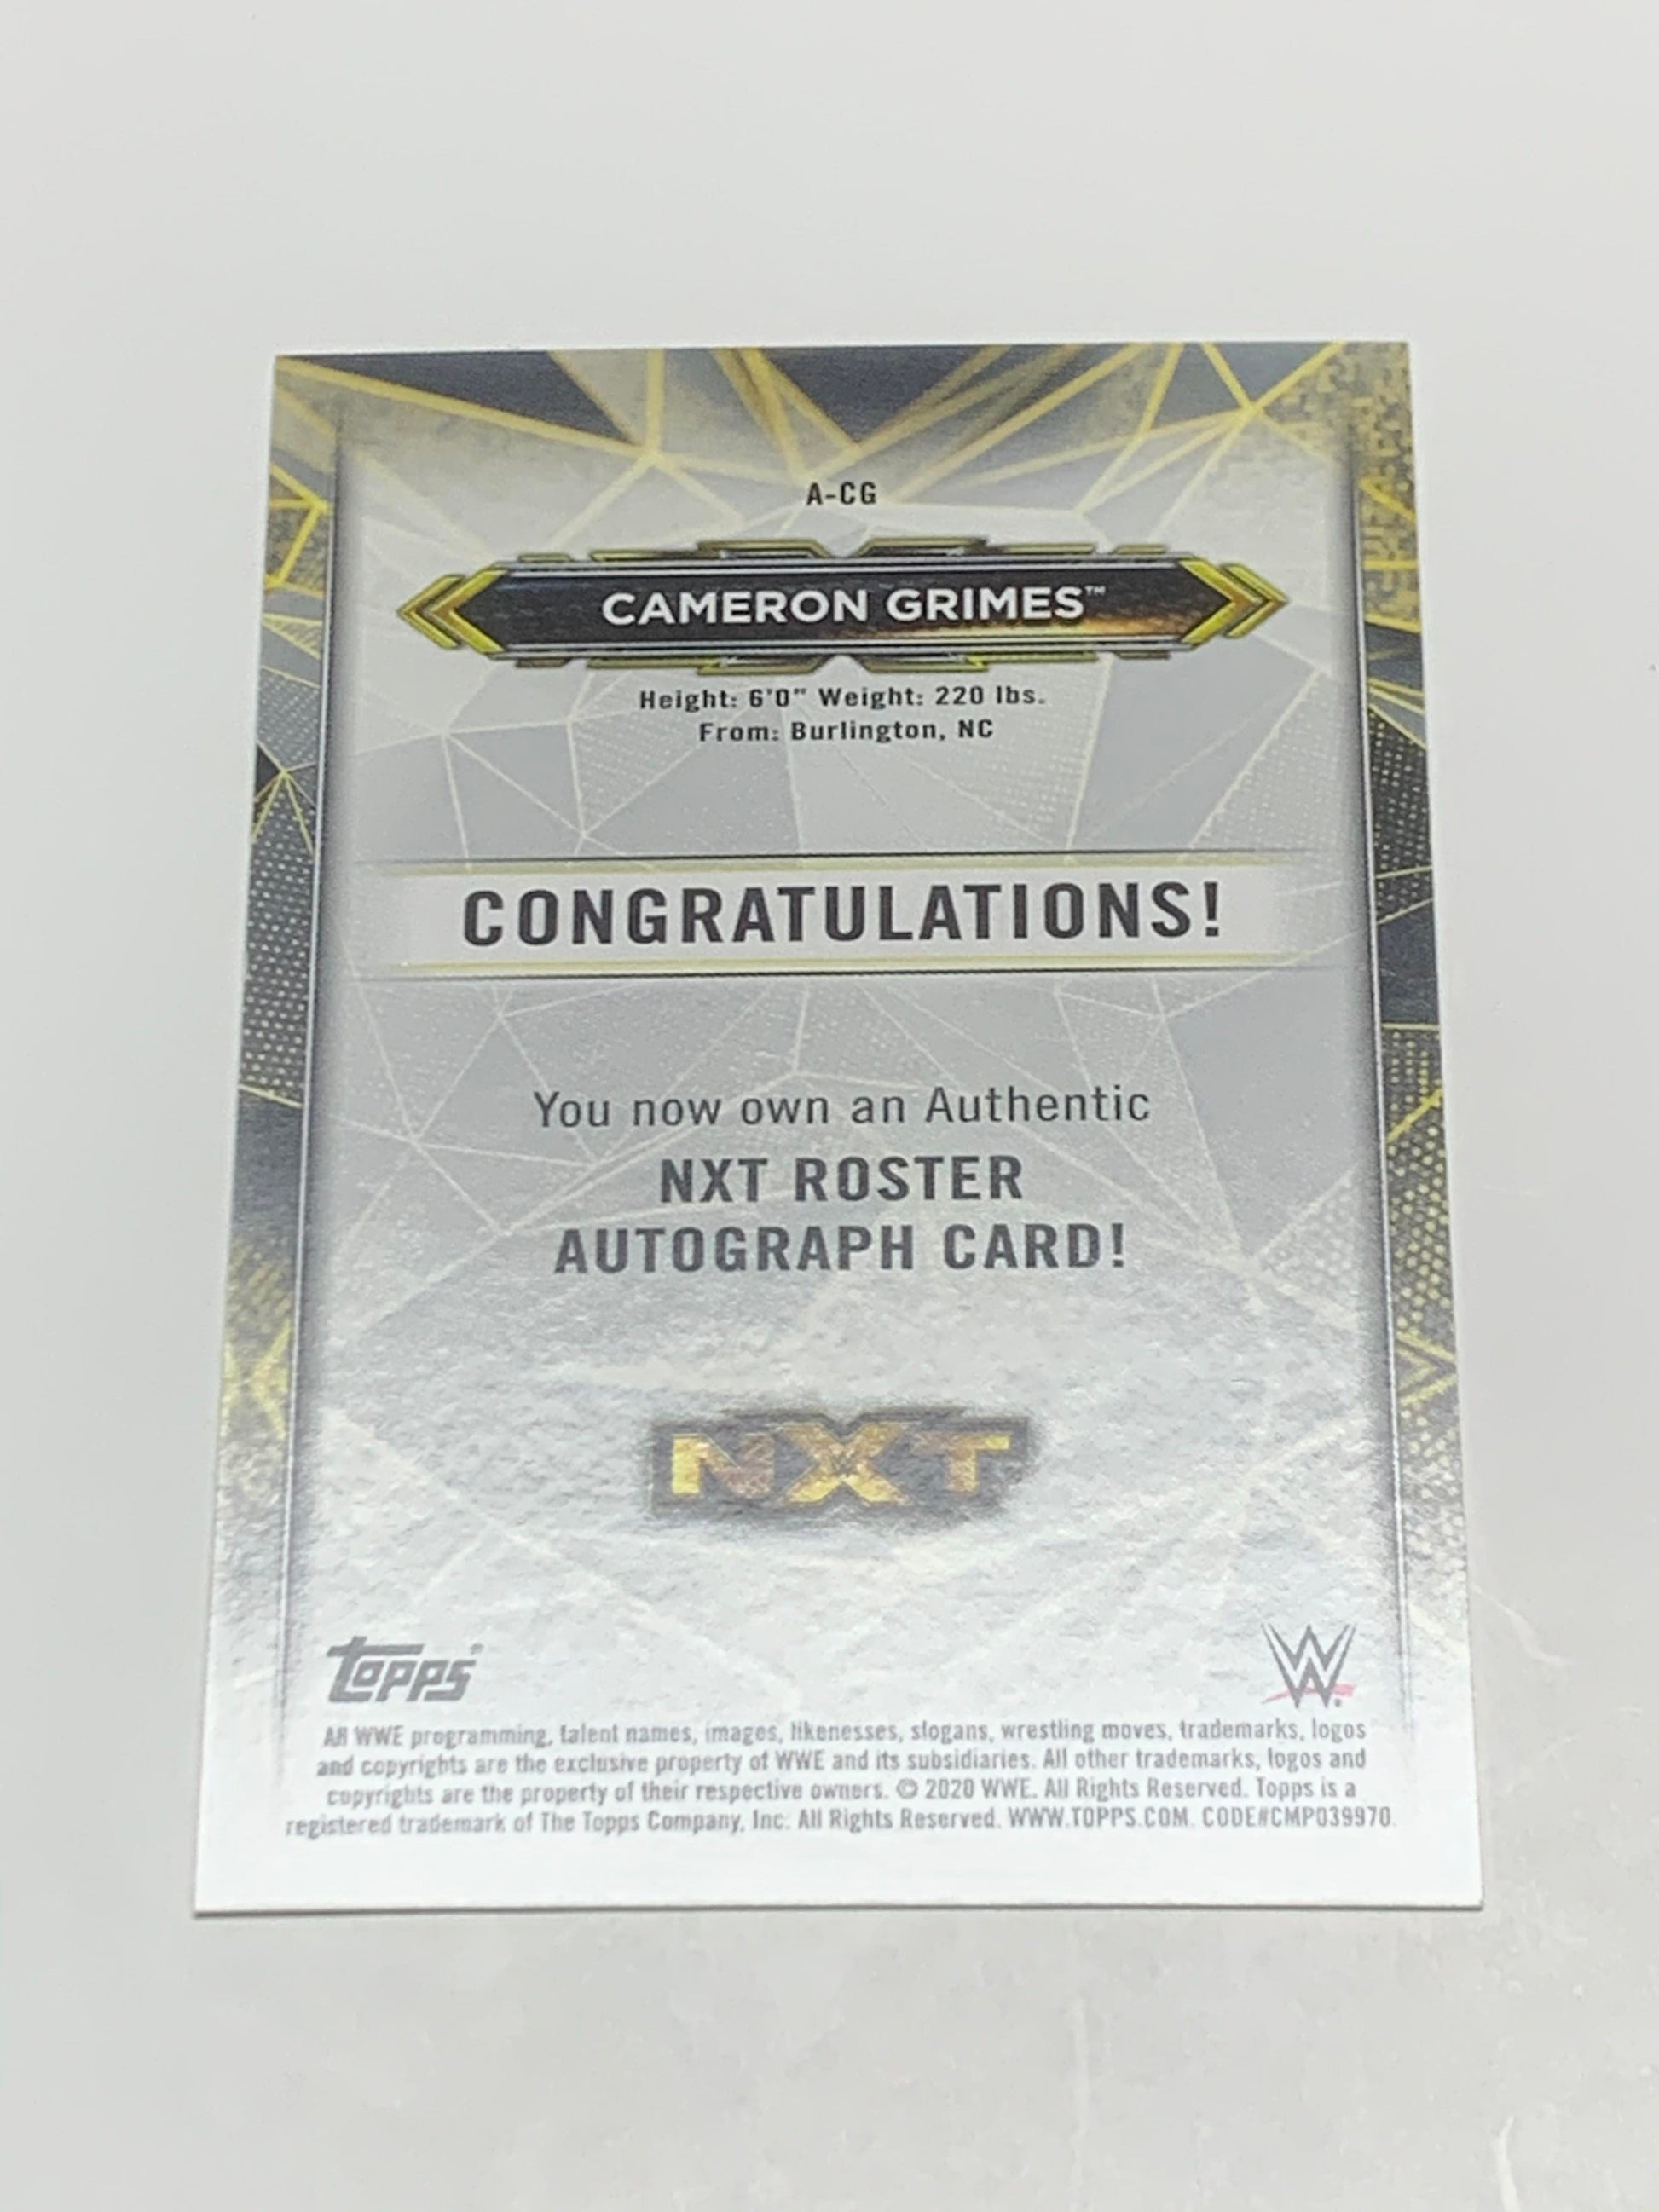 A-CG
CAMERON GRIMES™
Height: 6'0" Weight: 220 lbs.
From: Burlington, NC
CONGRATULATIONS!
You now own an Authentic
NXT ROSTER
AUTOGRAPH CARD!
NXT
topps®
W
All WWE programming, talent names, images, likenesses, slogans, wrestling moves, trademarks, logos
and copyrights are the exclusive property of WWE and its subsidiaries. All other trademarks, logos and
copyrights are the property of their respective owners. © 2020 WWE. All Rights Reserved. Topps is a
registered trademark of The Topps Company, Inc. All Rights Reserved. WWW.TOPPS.COM. CODE#CMP039970.